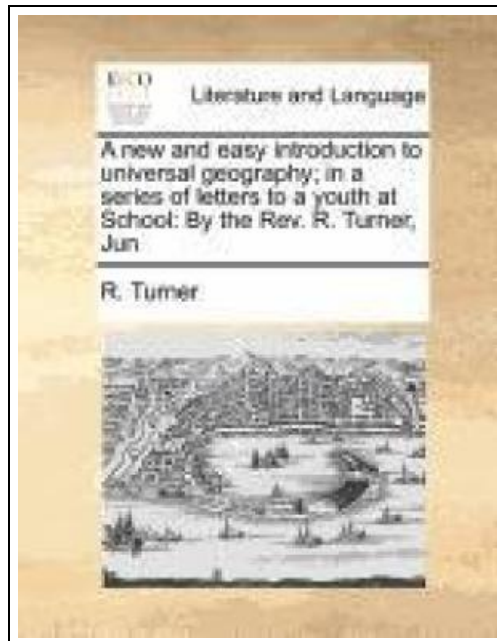 ECCO
Literature and Language
A new and easy introduction to
universal geography; in a
series of letters to a youth at
School: By the Rev. R. Turner,
Jun
R. Turner